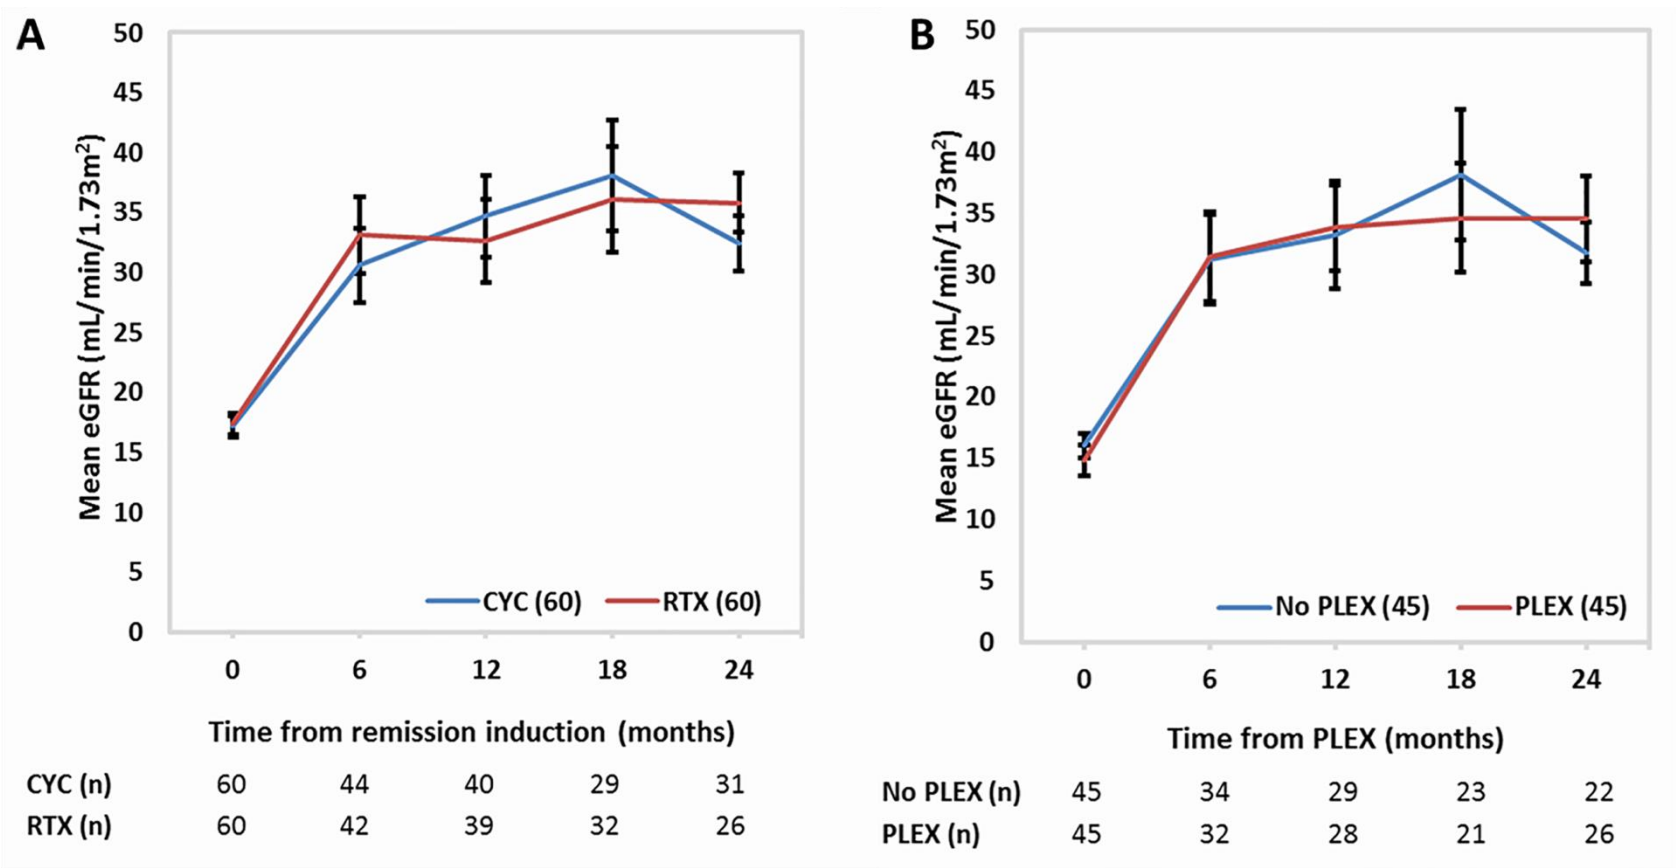 A
Mean eGFR (mL/min/1.73m²)
50
45
40
35
30
25
20
15
10
5
0
CYC (60) RTX (60)
0 6 12 18 24
Time from remission induction (months)
CYC (n) 60 44 40 29 31
RTX (n) 60 42 39 32 26
B
Mean eGFR (mL/min/1.73m²)
50
45
40
35
30
25
20
15
10
5
0
No PLEX (45) PLEX (45)
0 6 12 18 24
Time from PLEX (months)
No PLEX (n) 45 34 29 23 22
PLEX (n) 45 32 28 21 26